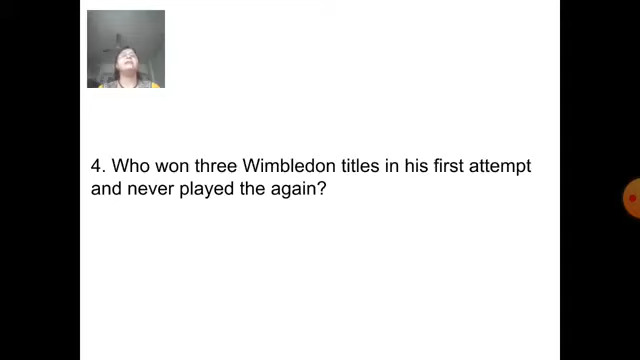 4. Who won three Wimbledon titles in his first attempt
and never played the again?